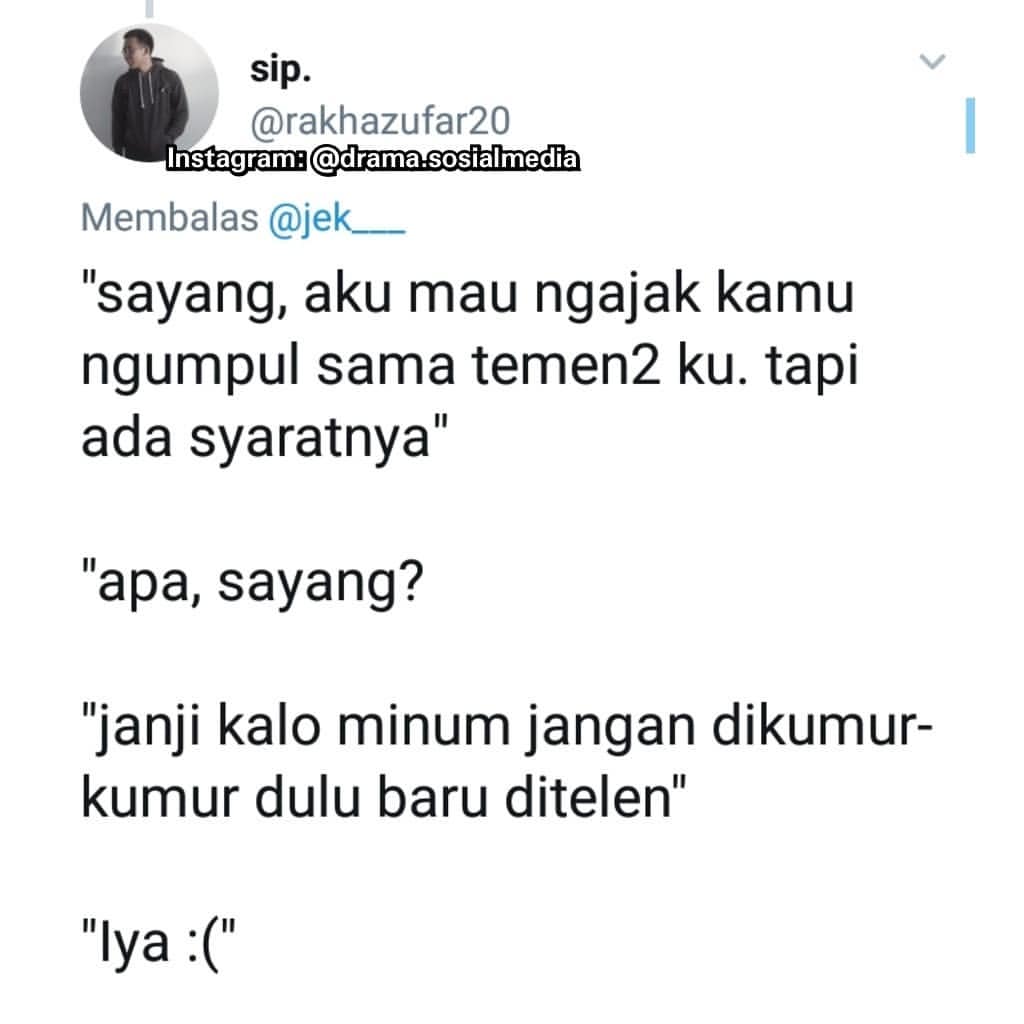 sip.
@rakhazufar20
Instagram: @drama.sosialmedia
Membalas @jek___
"sayang, aku mau ngajak kamu
ngumpul sama temen2 ku. tapi
ada syaratnya"
"apa, sayang?
"janji kalo minum jangan dikumur-
kumur dulu baru ditelen"
"Iya :("